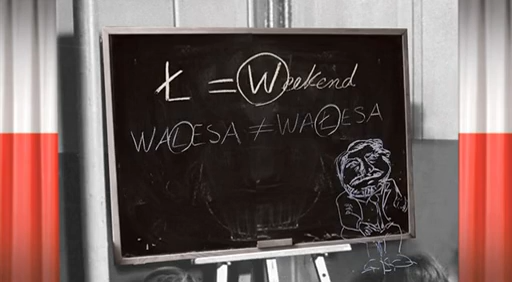 Ł = Weekend
WALESA ≠ WAŁESA